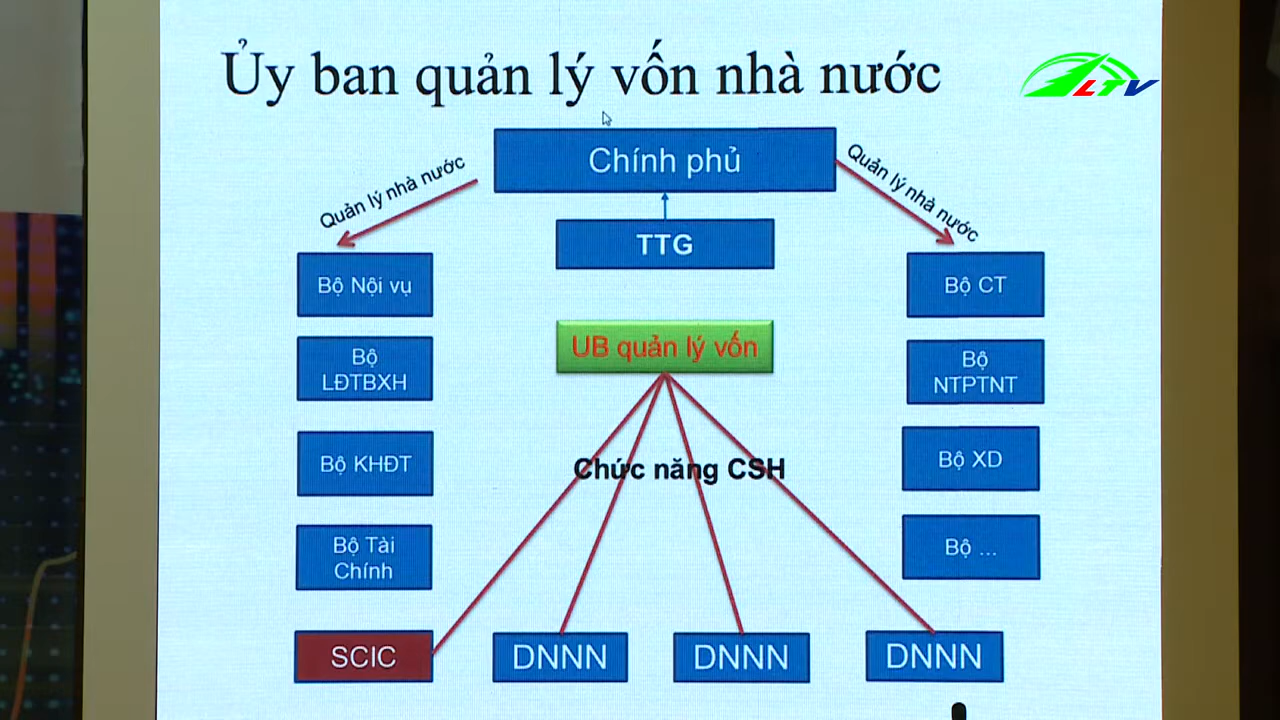 Ủy ban quản lý vốn nhà nước
LTV
Chính phủ
Quản lý nhà nước
Quản lý nhà nước
TTG
Bộ Nội vụ
Bộ CT
UB quản lý vốn
Bộ
LĐTBXH
Bộ
NTPTNT
Chức năng CSH
Bộ KHĐT
Bộ XD
Bộ Tài
Chính
Bộ ...
SCIC
DNNN
DNNN
DNNN